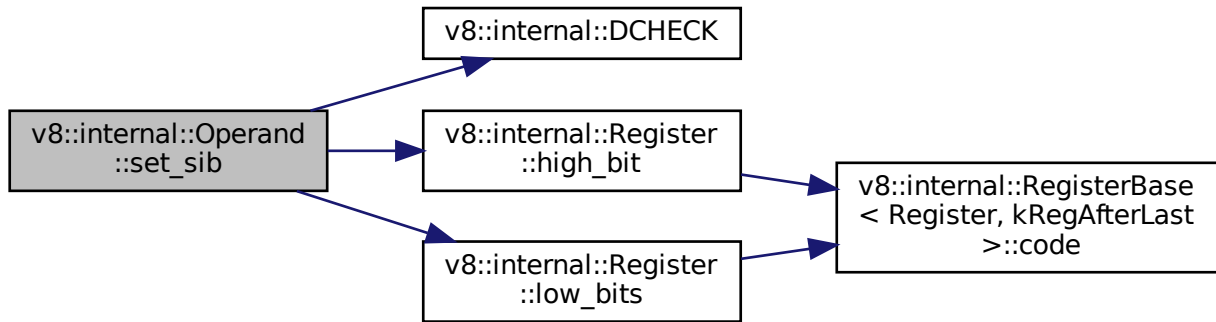 v8::internal::DCHECK
v8::internal::Operand
::set_sib
v8::internal::Register
::high_bit
v8::internal::RegisterBase
< Register, kRegAfterLast
>::code
v8::internal::Register
::low_bits